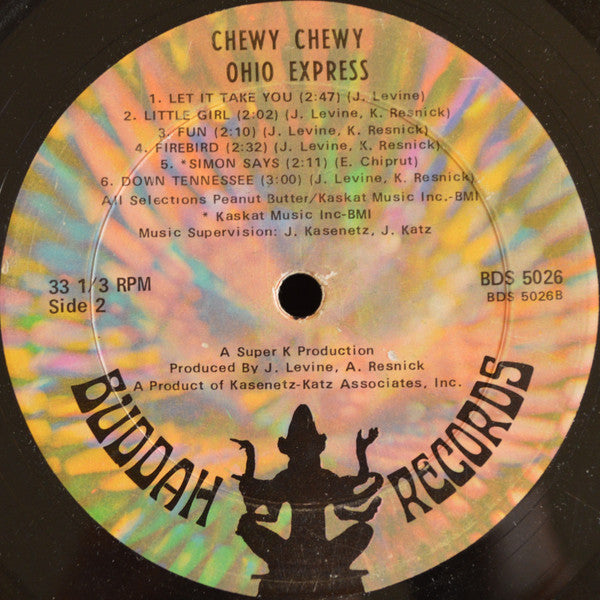 CHEWY CHEWY
OHIO EXPRESS
1. LET IT TAKE YOU (2:47) (J. Levine)
2. LITTLE GIRL (2:02) (J. Levine, K. Resnick)
3. FUN (2:10) (J. Levine, K. Resnick)
4. FIREBIRD (2:32) (J. Levine, K. Resnick)
5. *SIMON SAYS (2:11) (E. Chiprut)
6. DOWN TENNESSEE (3:00) (J. Levine, K. Resnick)
All Selections Peanut Butter/Kaskat Music Inc.-BMI
* Kaskat Music Inc-BMI
Music Supervision: J. Kasenetz, J. Katz
33 1/3 RPM
Side 2
BDS 5026
BDS 5026B
A Super K Production
Produced By J. Levine, A. Resnick
A Product of Kasenetz-Katz Associates, Inc.
BUDDAH RECORDS